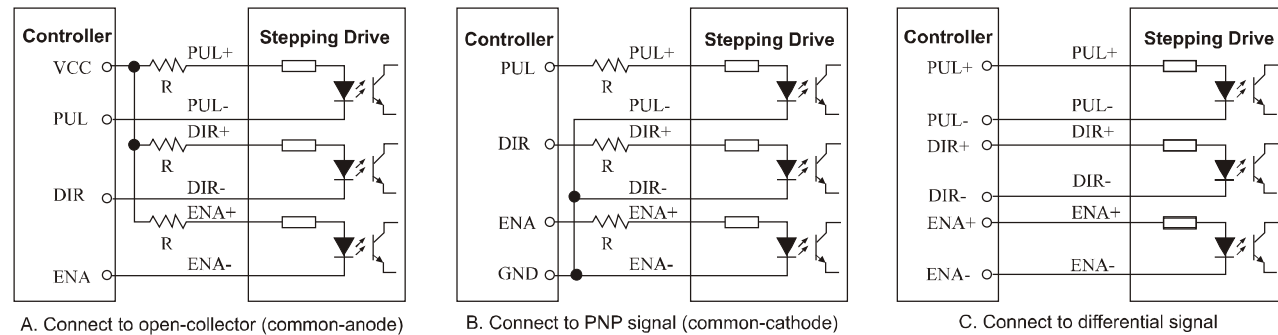 Controller
Stepping Drive
VCC
PUL+
R
PUL-
PUL
DIR+
R
DIR
DIR-
ENA+
R
ENA-
ENA
A. Connect to open-collector (common-anode)
Controller
Stepping Drive
PUL
PUL+
R
PUL-
DIR+
DIR
R
DIR-
ENA+
ENA
R
GND
ENA-
B. Connect to PNP signal (common-cathode)
Controller
Stepping Drive
PUL+
PUL+
PUL-
PUL-
DIR+
DIR+
DIR-
DIR-
ENA+
ENA+
ENA-
ENA-
C. Connect to differential signal